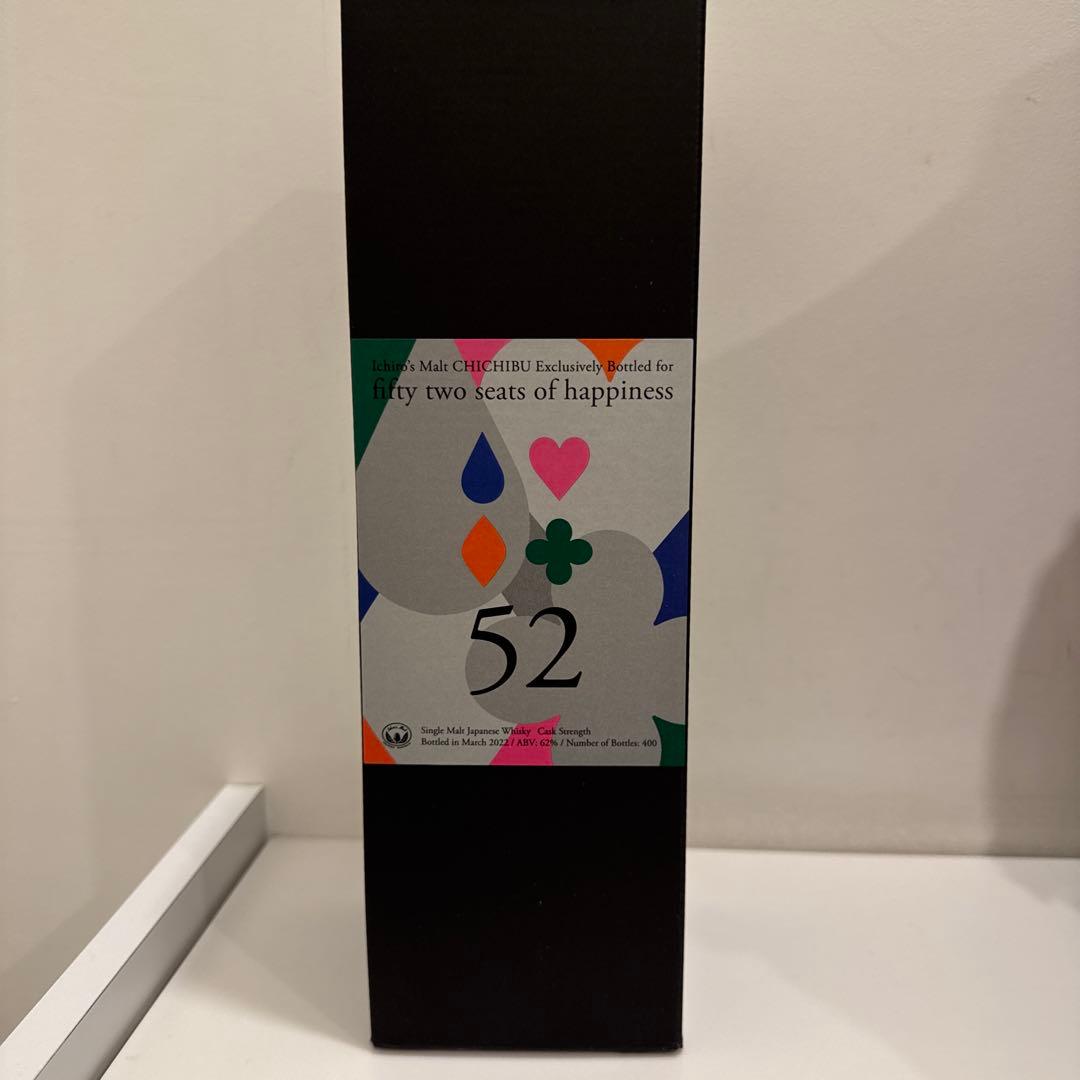 Ichiro's Malt CHICHIBU Exclusively Bottled for
fifty two seats of happiness
52
Single Malt Japanese Whisky Cask Strength
Bottled in March 2022 / ABV: 62% / Number of Bottles: 400